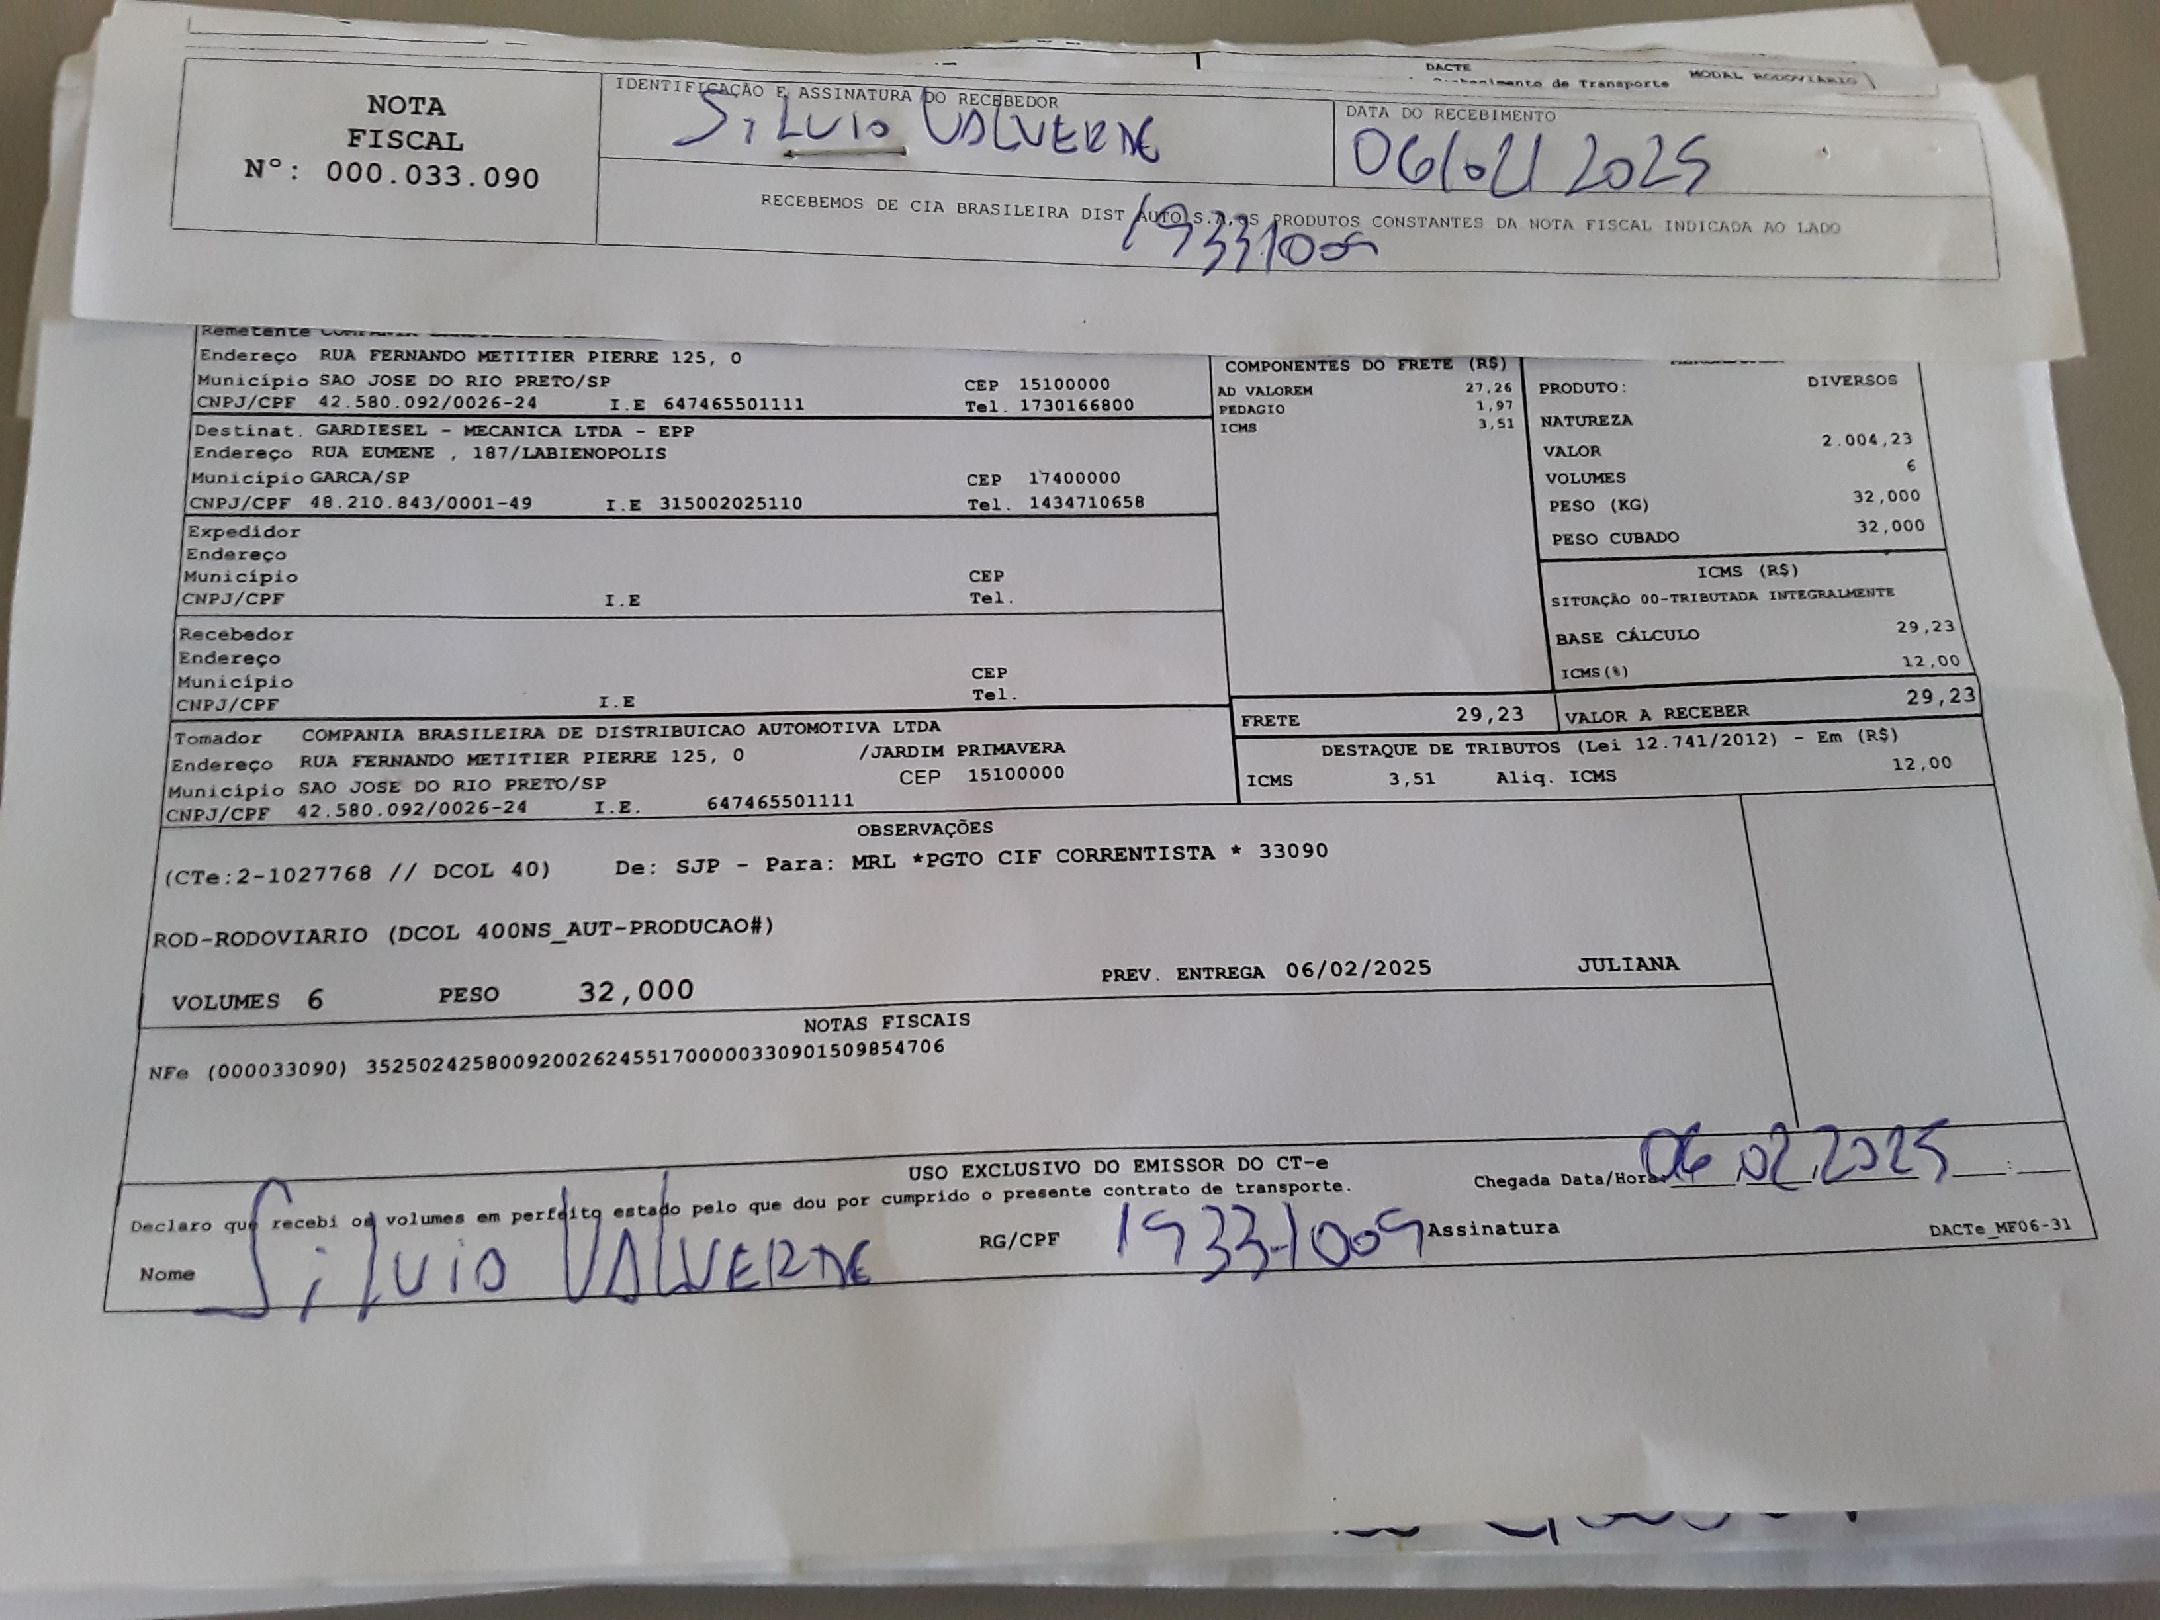 DACTE
de Transporte MODAL RODOVIÁRIO
NOTA
FISCAL
Nº: 000.033.090
IDENTIFICAÇÃO E ASSINATURA DO RECEBEDOR
Silvio VALVERDE
DATA DO RECEBIMENTO
06/02/2025
RECEBEMOS DE CIA BRASILEIRA DIST AUTO S.A. OS PRODUTOS CONSTANTES DA NOTA FISCAL INDICADA AO LADO
19331009
Remetente
Endereço RUA FERNANDO METITIER PIERRE 125, 0
Município SAO JOSE DO RIO PRETO/SP CEP 15100000
CNPJ/CPF 42.580.092/0026-24 I.E 647465501111 Tel. 1730166800
Destinat. GARDIESEL - MECANICA LTDA - EPP
Endereço RUA EUMENE , 187/LABIENOPOLIS
Município GARCA/SP CEP 17400000
CNPJ/CPF 48.210.843/0001-49 I.E 315002025110 Tel. 1434710658
Expedidor
Endereço
Município CEP
CNPJ/CPF I.E Tel.
Recebedor
Endereço
Município CEP
CNPJ/CPF I.E Tel.
Tomador COMPANIA BRASILEIRA DE DISTRIBUICAO AUTOMOTIVA LTDA
Endereço RUA FERNANDO METITIER PIERRE 125, 0 /JARDIM PRIMAVERA
Município SAO JOSE DO RIO PRETO/SP CEP 15100000
CNPJ/CPF 42.580.092/0026-24 I.E. 647465501111
COMPONENTES DO FRETE (R$)
AD VALOREM 27,26
PEDAGIO 1,97
ICMS 3,51
PRODUTO: DIVERSOS
NATUREZA
VALOR 2.004,23
VOLUMES 6
PESO (KG) 32,000
PESO CUBADO 32,000
ICMS (R$)
SITUAÇÃO 00-TRIBUTADA INTEGRALMENTE
BASE CÁLCULO 29,23
ICMS(%) 12,00
FRETE 29,23 VALOR A RECEBER 29,23
DESTAQUE DE TRIBUTOS (Lei 12.741/2012) - Em (R$)
ICMS 3,51 Aliq. ICMS 12,00
OBSERVAÇÕES
(CTe:2-1027768 // DCOL 40) De: SJP - Para: MRL *PGTO CIF CORRENTISTA * 33090
ROD-RODOVIARIO (DCOL 400NS_AUT-PRODUCAO#)
VOLUMES 6 PESO 32,000 PREV. ENTREGA 06/02/2025 JULIANA
NOTAS FISCAIS
NFe (000033090) 35250242580092002624551700000330901509854706
USO EXCLUSIVO DO EMISSOR DO CT-e
Declaro que recebi os volumes em perfeito estado pelo que dou por cumprido o presente contrato de transporte.
Chegada Data/Hora 06.02.2025 __:__
Nome Silvio VALVERDE RG/CPF 19331009 Assinatura
DACTe_MF06-31